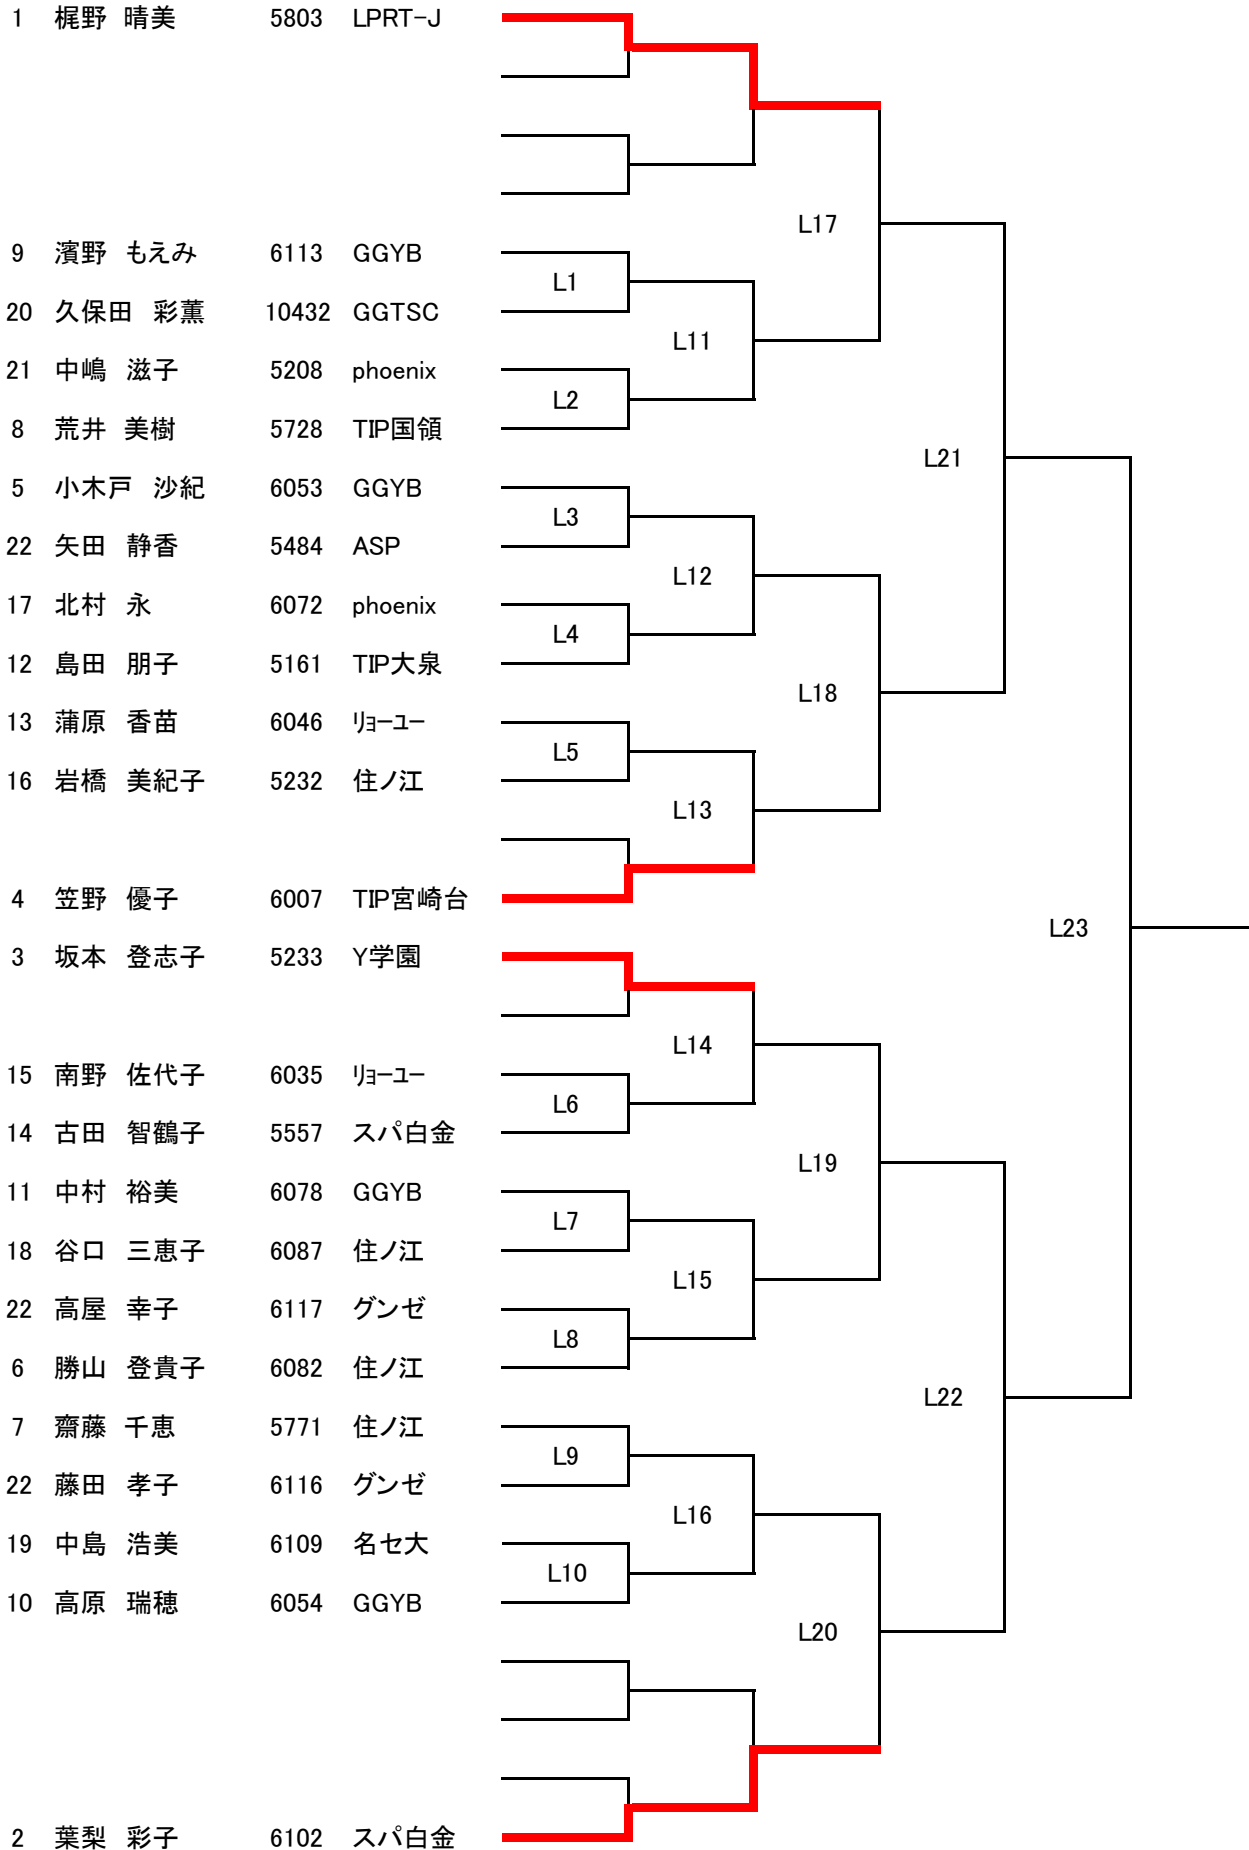 1 梶野 晴美 5803 LPRT-J
L17
9 濱野 もえみ 6113 GGYB
L1
20 久保田 彩薫 10432 GGTSC
L11
21 中嶋 滋子 5208 phoenix
L2
8 荒井 美樹 5728 TIP国領
L21
5 小木戸 沙紀 6053 GGYB
L3
22 矢田 静香 5484 ASP
L12
17 北村 永 6072 phoenix
L4
12 島田 朋子 5161 TIP大泉
L18
13 蒲原 香苗 6046 ﾘｮｰﾕｰ
L5
16 岩橋 美紀子 5232 住ノ江
L13
4 笠野 優子 6007 TIP宮崎台
L23
3 坂本 登志子 5233 Y学園
L14
15 南野 佐代子 6035 ﾘｮｰﾕｰ
L6
14 古田 智鶴子 5557 スパ白金
L19
11 中村 裕美 6078 GGYB
L7
18 谷口 三恵子 6087 住ノ江
L15
22 高屋 幸子 6117 グンゼ
L8
6 勝山 登貴子 6082 住ノ江
L22
7 齋藤 千恵 5771 住ノ江
L9
22 藤田 孝子 6116 グンゼ
L16
19 中島 浩美 6109 名セ大
L10
10 高原 瑞穂 6054 GGYB
L20
2 葉梨 彩子 6102 スパ白金